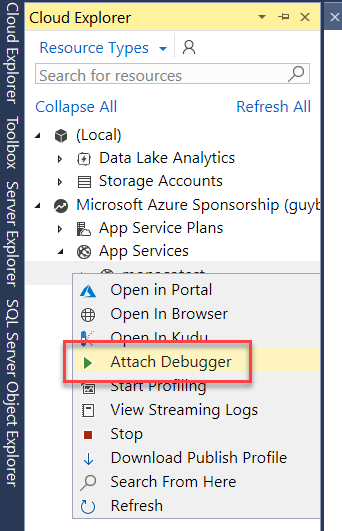 Cloud Explorer
Toolbox
Server Explorer
SQL Server Object Explorer
Cloud Explorer
Resource Types
Search for resources
Collapse All Refresh All
(Local)
Data Lake Analytics
Storage Accounts
Microsoft Azure Sponsorship (guyb
App Service Plans
App Services
Open in Portal
Open in Browser
Open In Kudu
Attach Debugger
Start Profiling
View Streaming Logs
Stop
Download Publish Profile
Search From Here
Refresh